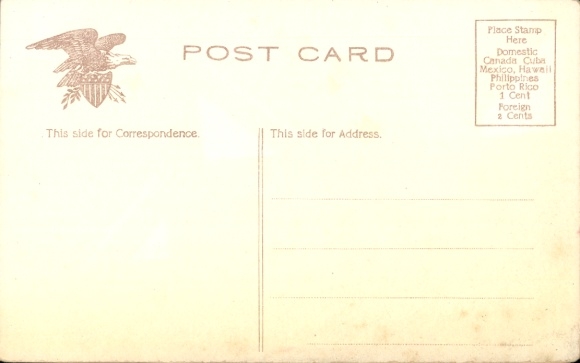 POST CARD
Place Stamp
Here
Domestic
Canada Cuba
Mexico, Hawaii
Philippines
Porto Rico
1 Cent
Foreign
2 Cents
This side for Correspondence.
This side for Address.